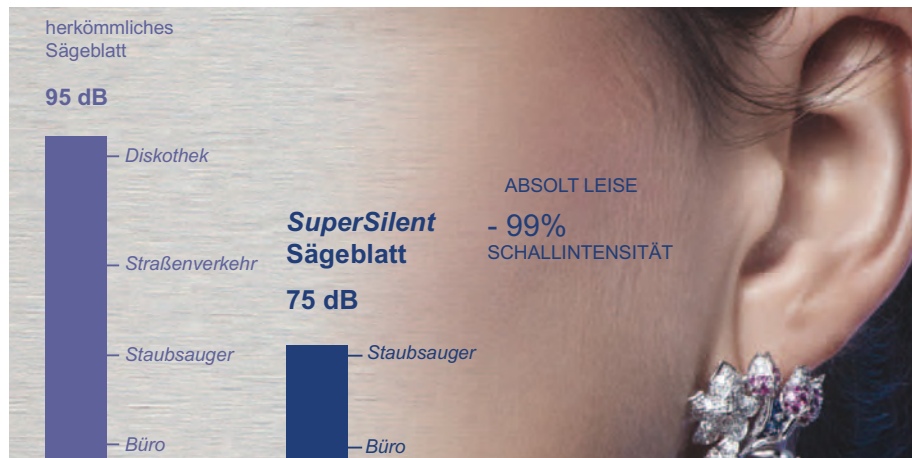 herkömmliches
Sägeblatt
95 dB
Diskothek
Straßenverkehr
Staubsauger
Büro
SuperSilent
Sägeblatt
75 dB
Staubsauger
Büro
ABSOLT LEISE
- 99%
SCHALLINTENSITÄT